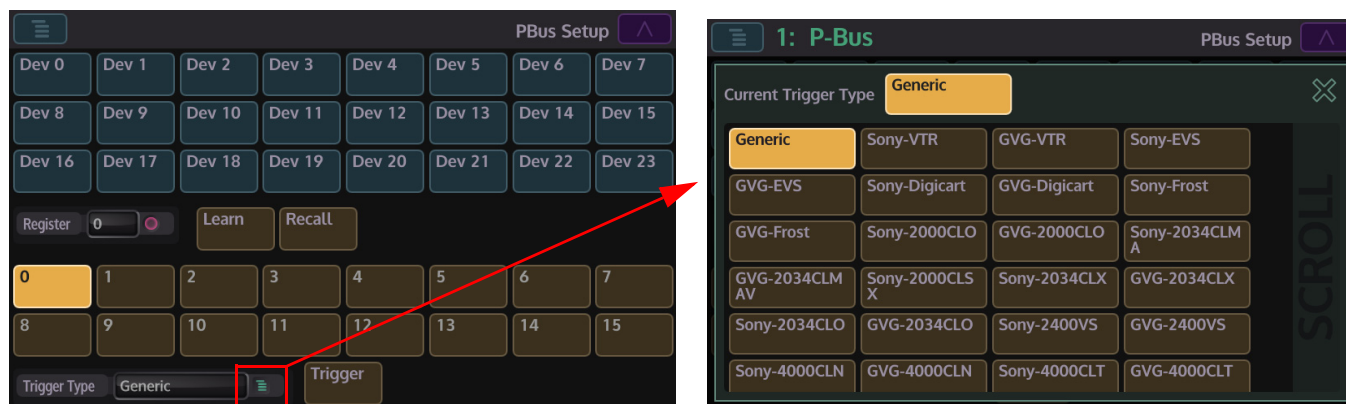 PBus Setup
Dev 0 Dev 1 Dev 2 Dev 3 Dev 4 Dev 5 Dev 6 Dev 7
Dev 8 Dev 9 Dev 10 Dev 11 Dev 12 Dev 13 Dev 14 Dev 15
Dev 16 Dev 17 Dev 18 Dev 19 Dev 20 Dev 21 Dev 22 Dev 23
Register 0 Learn Recall
0 1 2 3 4 5 6 7
8 9 10 11 12 13 14 15
Trigger Type Generic Trigger
1: P-Bus PBus Setup
Current Trigger Type Generic
Generic Sony-VTR GVG-VTR Sony-EVS
GVG-EVS Sony-Digicart GVG-Digicart Sony-Frost
GVG-Frost Sony-2000CLO GVG-2000CLO Sony-2034CLM
A
GVG-2034CLM Sony-2000CLS Sony-2034CLX GVG-2034CLX
AV X
Sony-2034CLO GVG-2034CLO Sony-2400VS GVG-2400VS
Sony-4000CLN GVG-4000CLN Sony-4000CLT GVG-4000CLT
SCROLL